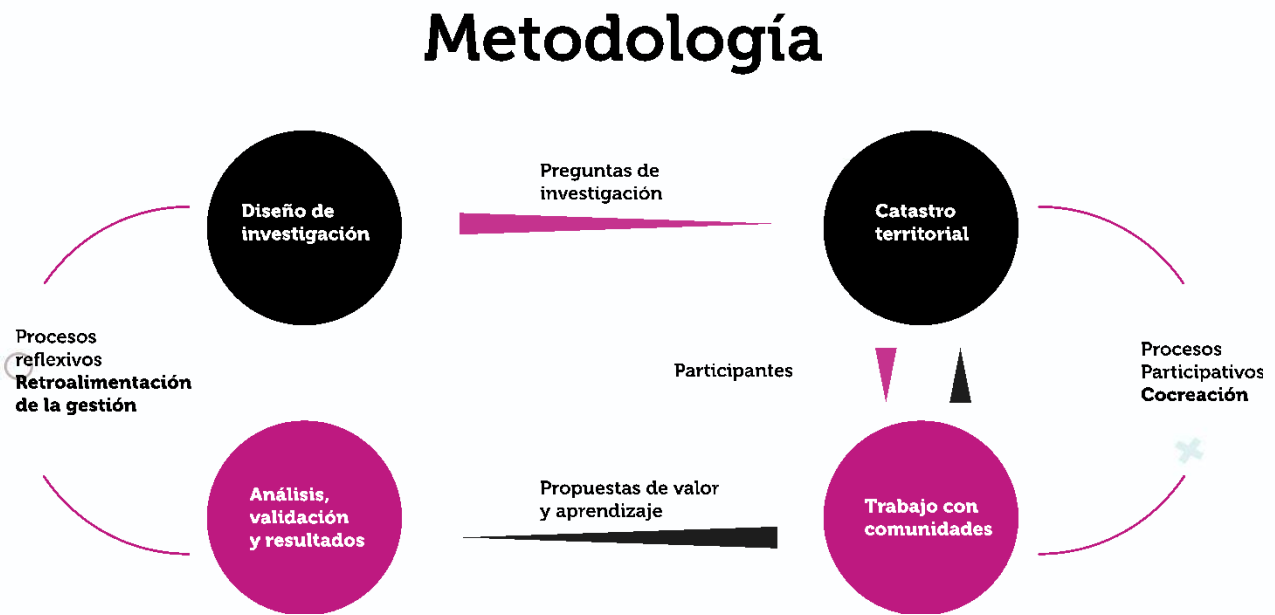 Metodología
Preguntas de
investigación
Diseño de
investigación
Catastro
territorial
Procesos
reflexivos
Retroalimentación
de la gestión
Participantes
Procesos
Participativos
Cocreación
Análisis,
validación
y resultados
Propuestas de valor
y aprendizaje
Trabajo con
comunidades